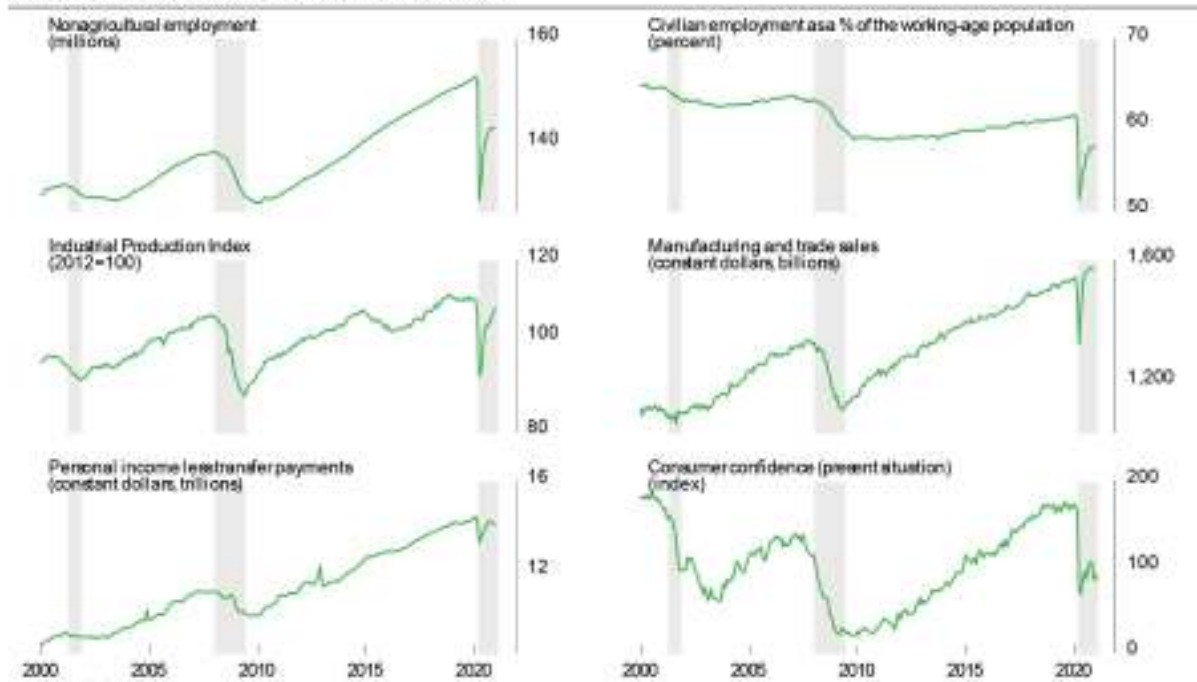 Nonagricultural employment
(millions)
160
140
Civilian employment as a % of the working-age population
(percent)
70
60
50
Industrial Production Index
(2012=100)
120
100
80
Manufacturing and trade sales
(constant dollars, billions)
1,600
1,200
Personal income less transfer payments
(constant dollars, trillions)
16
12
2000 2005 2010 2015 2020
Consumer confidence (present situation)
(index)
200
100
0
2000 2005 2010 2015 2020